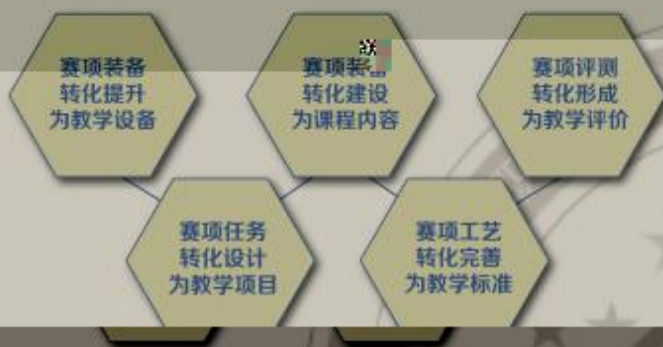 赛项装备
转化提升
为教学设备
赛项装备
转化建设
为课程内容
赛项评测
转化形成
为教学评价
赛项任务
转化设计
为教学项目
赛项工艺
转化完善
为教学标准